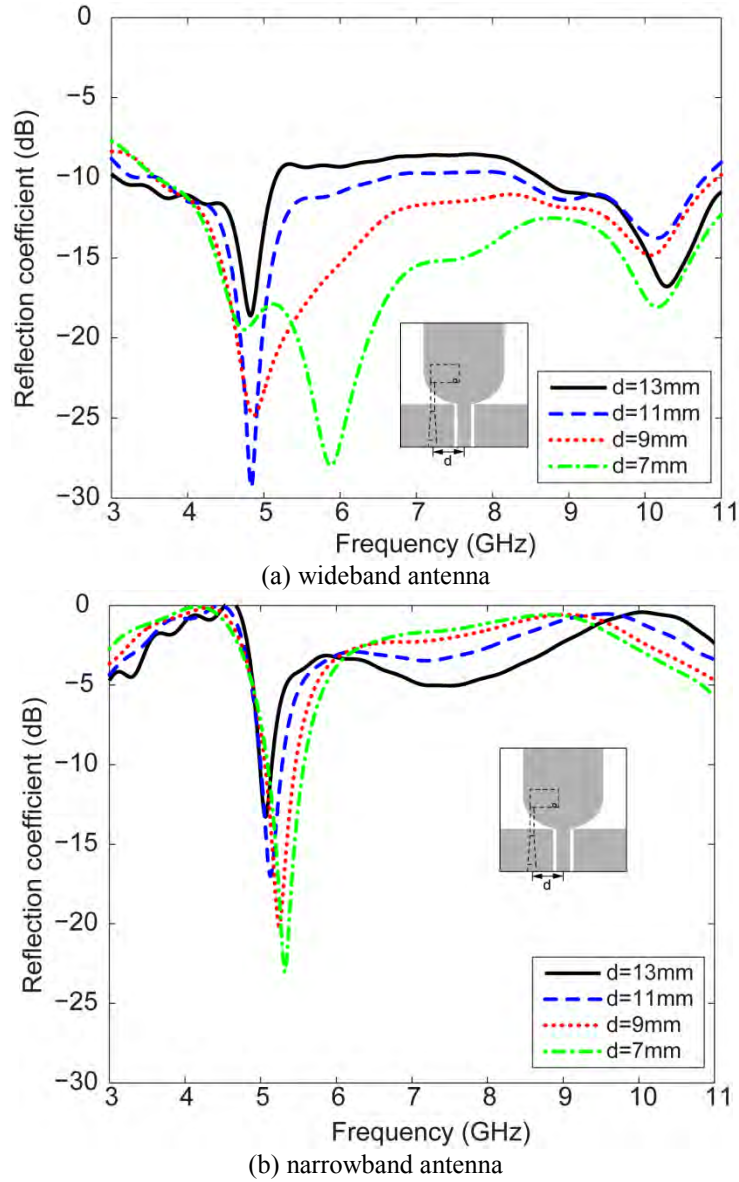 0
−5
−10
−15
−20
−25
−30
Reflection coefficient (dB)
d
d=13mm
d=11mm
d=9mm
d=7mm
3 4 5 6 7 8 9 10 11
Frequency (GHz)
(a) wideband antenna
0
−5
−10
−15
−20
−25
−30
Reflection coefficient (dB)
d
d=13mm
d=11mm
d=9mm
d=7mm
3 4 5 6 7 8 9 10 11
Frequency (GHz)
(b) narrowband antenna